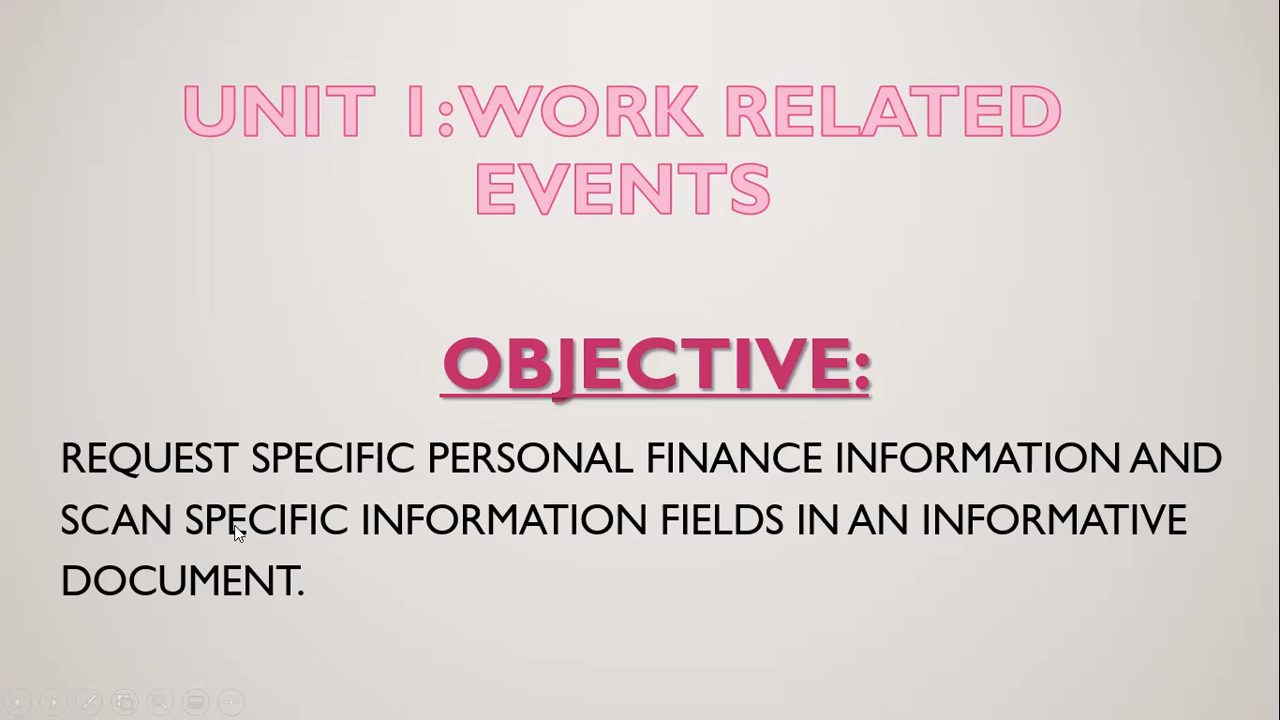 UNIT 1:WORK RELATED
EVENTS
OBJECTIVE:
REQUEST SPECIFIC PERSONAL FINANCE INFORMATION AND
SCAN SPECIFIC INFORMATION FIELDS IN AN INFORMATIVE
DOCUMENT.